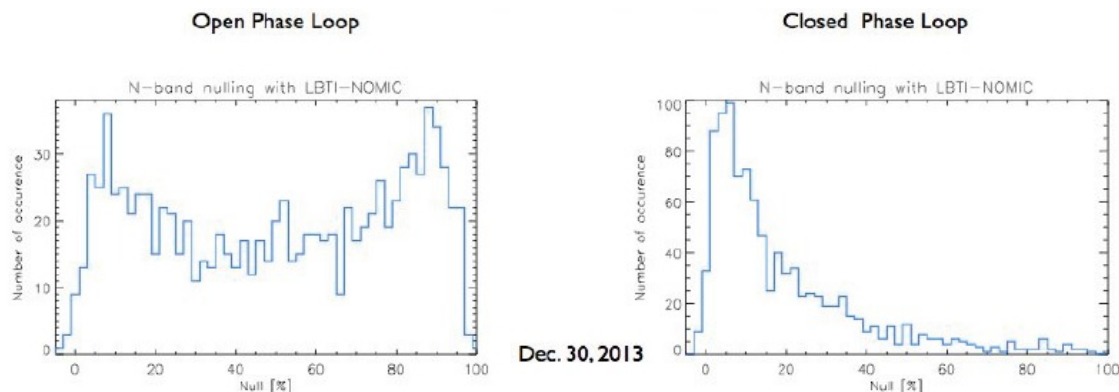 Open Phase Loop
Closed Phase Loop
N-band nulling with LBTI-NOMIC
N-band nulling with LBTI-NOMIC
Number of occurence
30
20
10
0
0
20
40
60
80
100
Null [%]
Dec. 30, 2013
Number of occurence
100
80
60
40
20
0
0
20
40
60
80
100
Null [%]